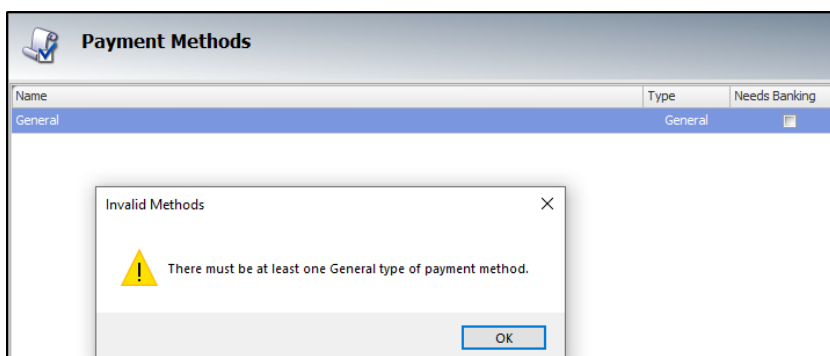 Payment Methods
Name Type Needs Banking
General General
Invalid Methods
There must be at least one General type of payment method.
OK